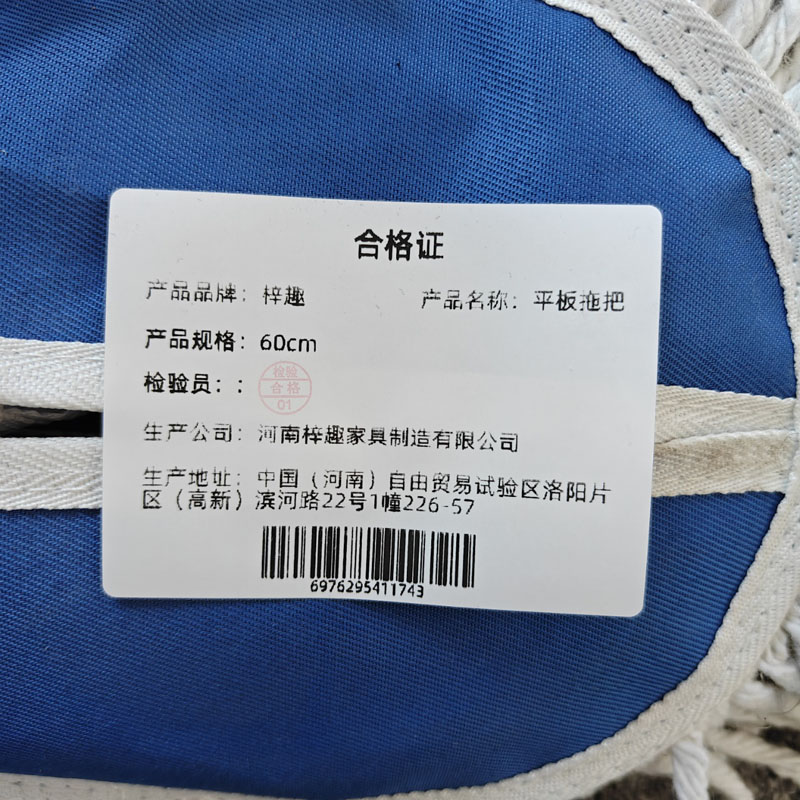 合格证
产品品牌：梓趣 产品名称：平板拖把
产品规格：60cm
检验员：：
检验
合格
01
生产公司：河南梓趣家具制造有限公司
生产地址：中国（河南）自由贸易试验区洛阳片
区（高新）滨河路22号1幢226-57
6976295411743